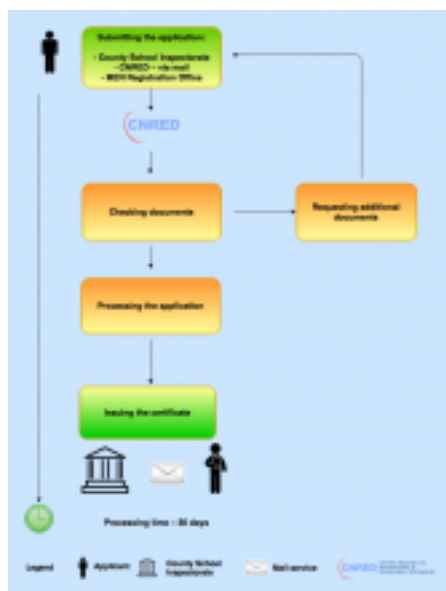 Submitting the application:
- County School Inspectorate
- CNRED – via mail
- MEN Registration Office
CNRED
Checking documents
Requesting additional
documents
Processing the application
Issuing the certificate
Processing time – 30 days
Legend
Applicant
County School
Inspectorate
Mail service
CNRED